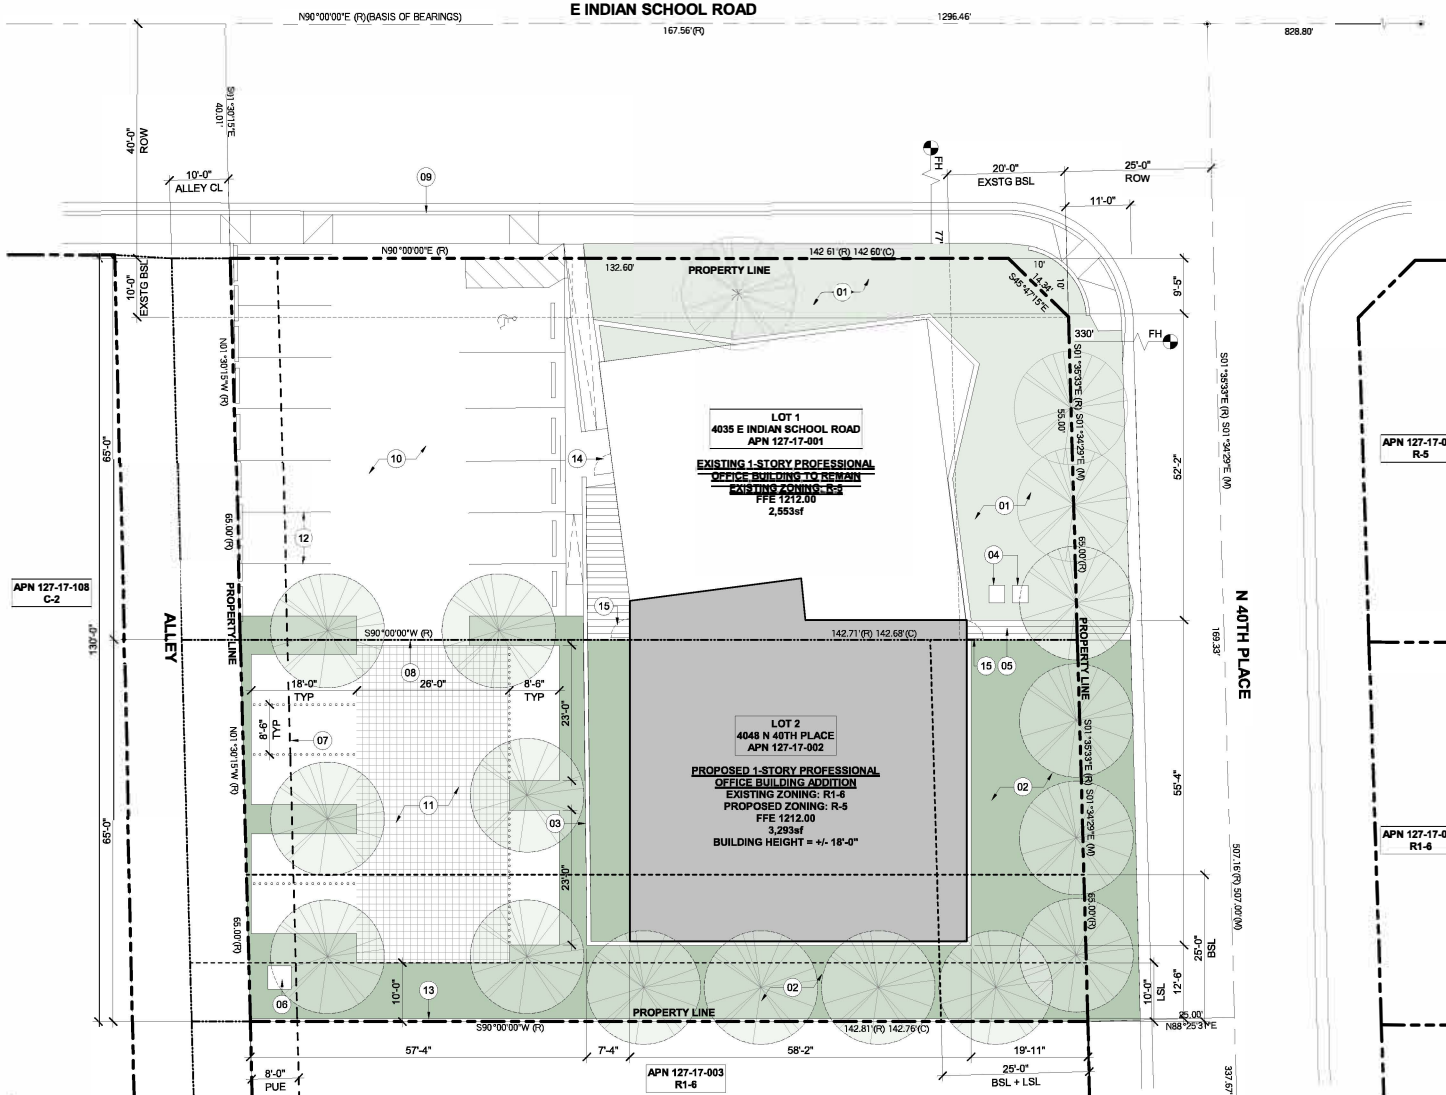 E INDIAN SCHOOL ROAD
N90°00'00"E (R)(BASIS OF BEARINGS)
1296.46'
167.56'(R)
828.80'
S01°30'15"E
40.01'
40'-0"
ROW
10'-0"
ALLEY CL
09
FH
20'-0"
EXSTG BSL
25'-0"
ROW
11'-0"
77'
N90°00'00"E (R)
142.61'(R) 142.60'(C)
132.60'
PROPERTY LINE
01
10'
14.34'
10'
S45°47'15"E
9'-5"
10'-0"
EXSTG BSL
330'
FH
N01°30'15"W (R)
S01°35'33"E (R) S01°34'29"E (M)
55.00'
S01°35'33"E (R) S01°34'29"E (M)
LOT 1
4035 E INDIAN SCHOOL ROAD
APN 127-17-001
EXISTING 1-STORY PROFESSIONAL
OFFICE BUILDING TO REMAIN
EXISTING ZONING: R-5
FFE 1212.00
2,553sf
APN 127-17-0
R-5
65'-0"
10
14
52'-2"
01
65.00'(R)
12
65.00'(R)
04
APN 127-17-108
C-2
PROPERTY LINE
15
N 40TH PLACE
ALLEY
130'-0"
S90°00'00"W (R)
142.71'(R) 142.68'(C)
PROPERTY LINE
169.33'
08
15
05
18'-0"
TYP
26'-0"
8'-6"
TYP
23'-0"
8'-6"
TYP
07
N01°30'15"W (R)
LOT 2
4048 N 40TH PLACE
APN 127-17-002
PROPOSED 1-STORY PROFESSIONAL
OFFICE BUILDING ADDITION
EXISTING ZONING: R1-6
PROPOSED ZONING: R-5
FFE 1212.00
3,293sf
BUILDING HEIGHT = +/- 18'-0"
S01°35'33"E (R) S01°34'29"E (M)
02
55'-4"
11
03
65'-0"
APN 127-17-0
R1-6
23'-0"
507.16'(R) 507.00'(M)
65.00'(R)
65.00'(R)
25'-0"
BSL
06
10'-0"
13
02
10'-0"
LSL
12'-6"
PROPERTY LINE
25.00'
N88°25'31"E
S90°00'00"W (R)
142.81'(R) 142.76'(C)
57'-4"
7'-4"
58'-2"
19'-11"
8'-0"
PUE
APN 127-17-003
R1-6
25'-0"
BSL + LSL
337.67'